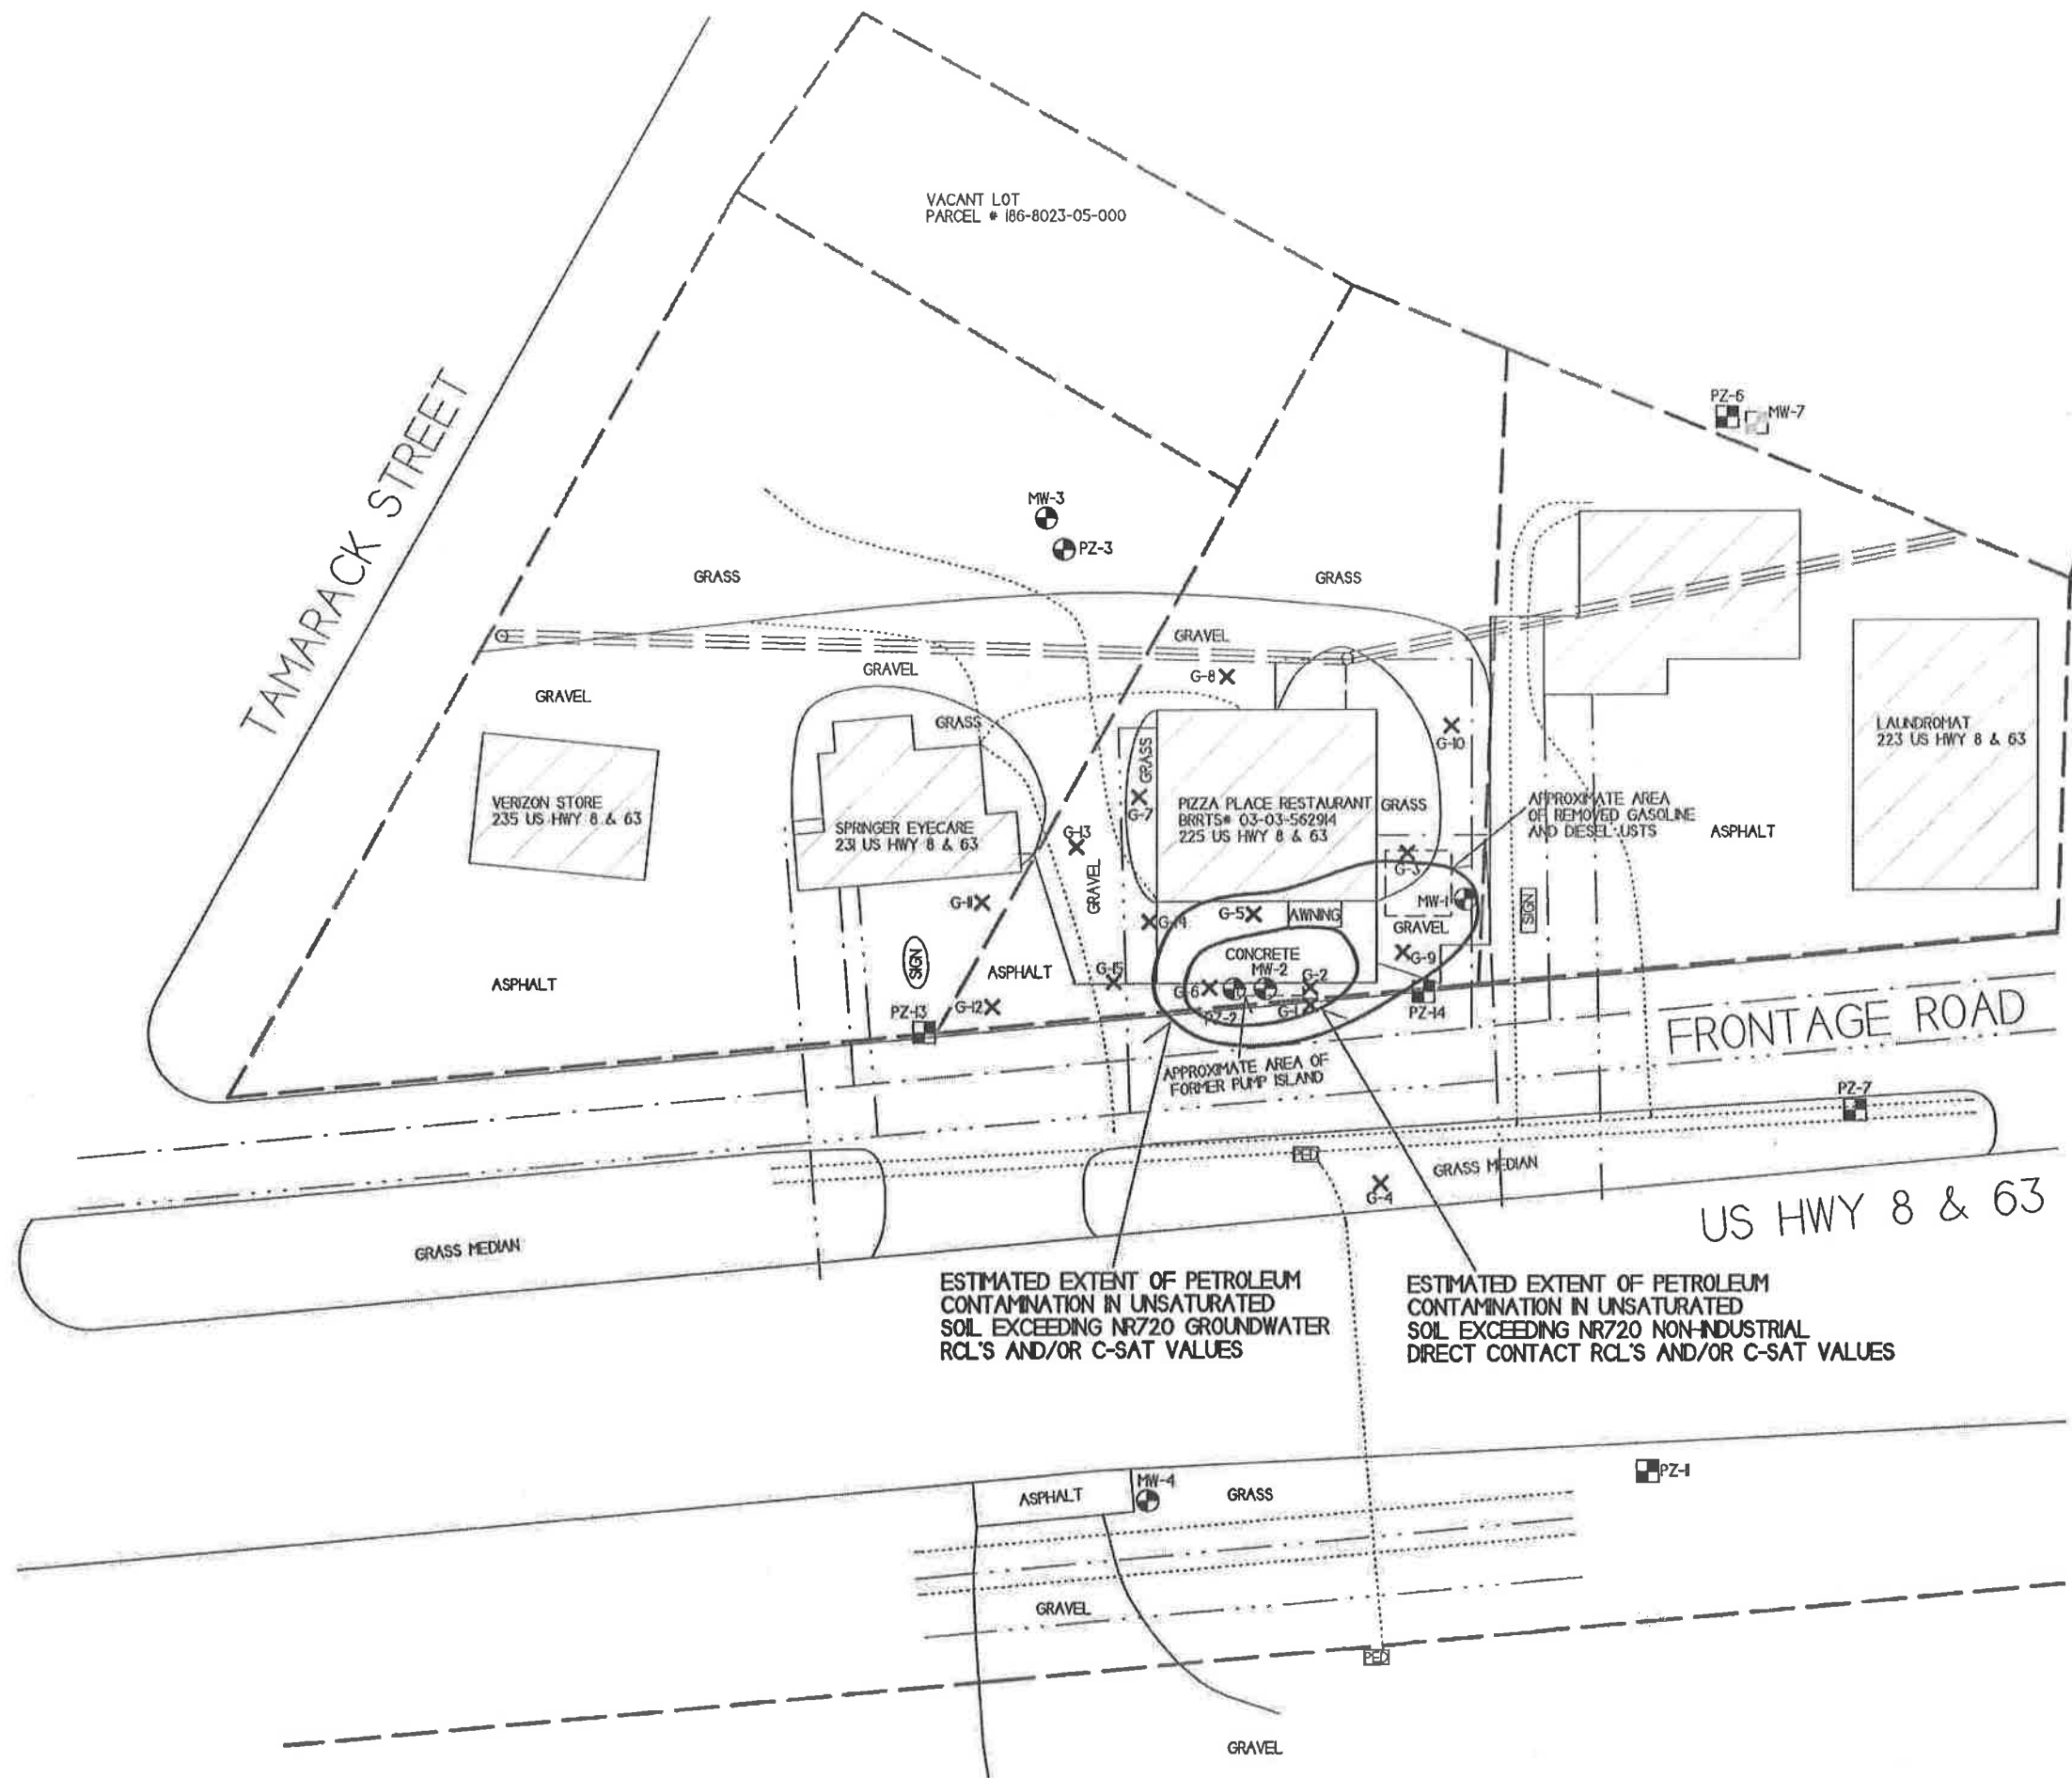 VACANT LOT
PARCEL # 186-8023-05-000
TAMARACK STREET
PZ-6
MW-7
MW-3
PZ-3
GRASS
GRASS
GRAVEL
GRAVEL
GRAVEL
G-8
GRASS
G-10
GRASS
G-7
LAUNDROMAT
223 US HWY 8 & 63
VERIZON STORE
235 US HWY 8 & 63
SPRINGER EYECARE
231 US HWY 8 & 63
G-13
GRAVEL
PIZZA PLACE RESTAURANT
BRRTS# 03-03-562914
225 US HWY 8 & 63
GRASS
APPROXIMATE AREA
OF REMOVED GASOLINE
AND DIESEL USTS
ASPHALT
G-3
MW-1
G-11
G-14
G-5
AWNING
GRAVEL
SIGN
SIGN
ASPHALT
ASPHALT
G-15
CONCRETE
MW-2
G-9
G-6
G-2
PZ-13
G-12
PZ-2
G-1
PZ-14
FRONTAGE ROAD
APPROXIMATE AREA OF
FORMER PUMP ISLAND
PZ-7
PED
GRASS MEDIAN
G-4
US HWY 8 & 63
GRASS MEDIAN
ESTIMATED EXTENT OF PETROLEUM
CONTAMINATION IN UNSATURATED
SOIL EXCEEDING NR720 GROUNDWATER
RCL'S AND/OR C-SAT VALUES
ESTIMATED EXTENT OF PETROLEUM
CONTAMINATION IN UNSATURATED
SOIL EXCEEDING NR720 NON-INDUSTRIAL
DIRECT CONTACT RCL'S AND/OR C-SAT VALUES
MW-4
PZ-11
ASPHALT
GRASS
GRAVEL
PED
GRAVEL